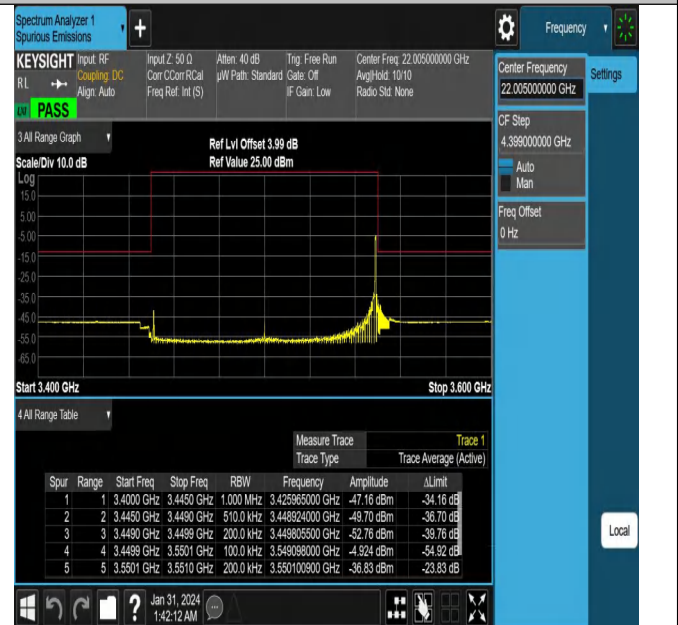 Spectrum Analyzer 1
Spurious Emissions
+
Frequency
KEYSIGHT
RL
Input: RF
Coupling: DC
Align: Auto
Input Z: 50 Ω
Corr CCorr RCal
Freq Ref: Int (S)
Atten: 40 dB
µW Path: Standard
Trig: Free Run
Gate: Off
IF Gain: Low
Center Freq: 22.005000000 GHz
Avg|Hold: 10/10
Radio Std: None
PASS
Center Frequency
22.005000000 GHz
Settings
CF Step
4.399000000 GHz
Auto
Man
Freq Offset
0 Hz
3 All Range Graph
Scale/Div 10.0 dB
Ref Lvl Offset 3.99 dB
Ref Value 25.00 dBm
Log
15.0
5.00
-5.00
-15.0
-25.0
-35.0
-45.0
-55.0
-65.0
Start 3.400 GHz
Stop 3.600 GHz
4 All Range Table
Measure Trace Trace 1
Trace Type Trace Average (Active)
Spur Range Start Freq Stop Freq RBW Frequency Amplitude ΔLimit
1 1 3.4000 GHz 3.4450 GHz 1.000 MHz 3.425965000 GHz -47.16 dBm -34.16 dB
2 2 3.4450 GHz 3.4490 GHz 510.0 kHz 3.448924000 GHz -49.70 dBm -36.70 dB
3 3 3.4490 GHz 3.4499 GHz 200.0 kHz 3.449805500 GHz -52.76 dBm -39.76 dB
4 4 3.4499 GHz 3.5501 GHz 100.0 kHz 3.549098000 GHz -4.924 dBm -54.92 dB
5 5 3.5501 GHz 3.5510 GHz 200.0 kHz 3.550100900 GHz -36.83 dBm -23.83 dB
Local
?
Jan 31, 2024
1:42:12 AM